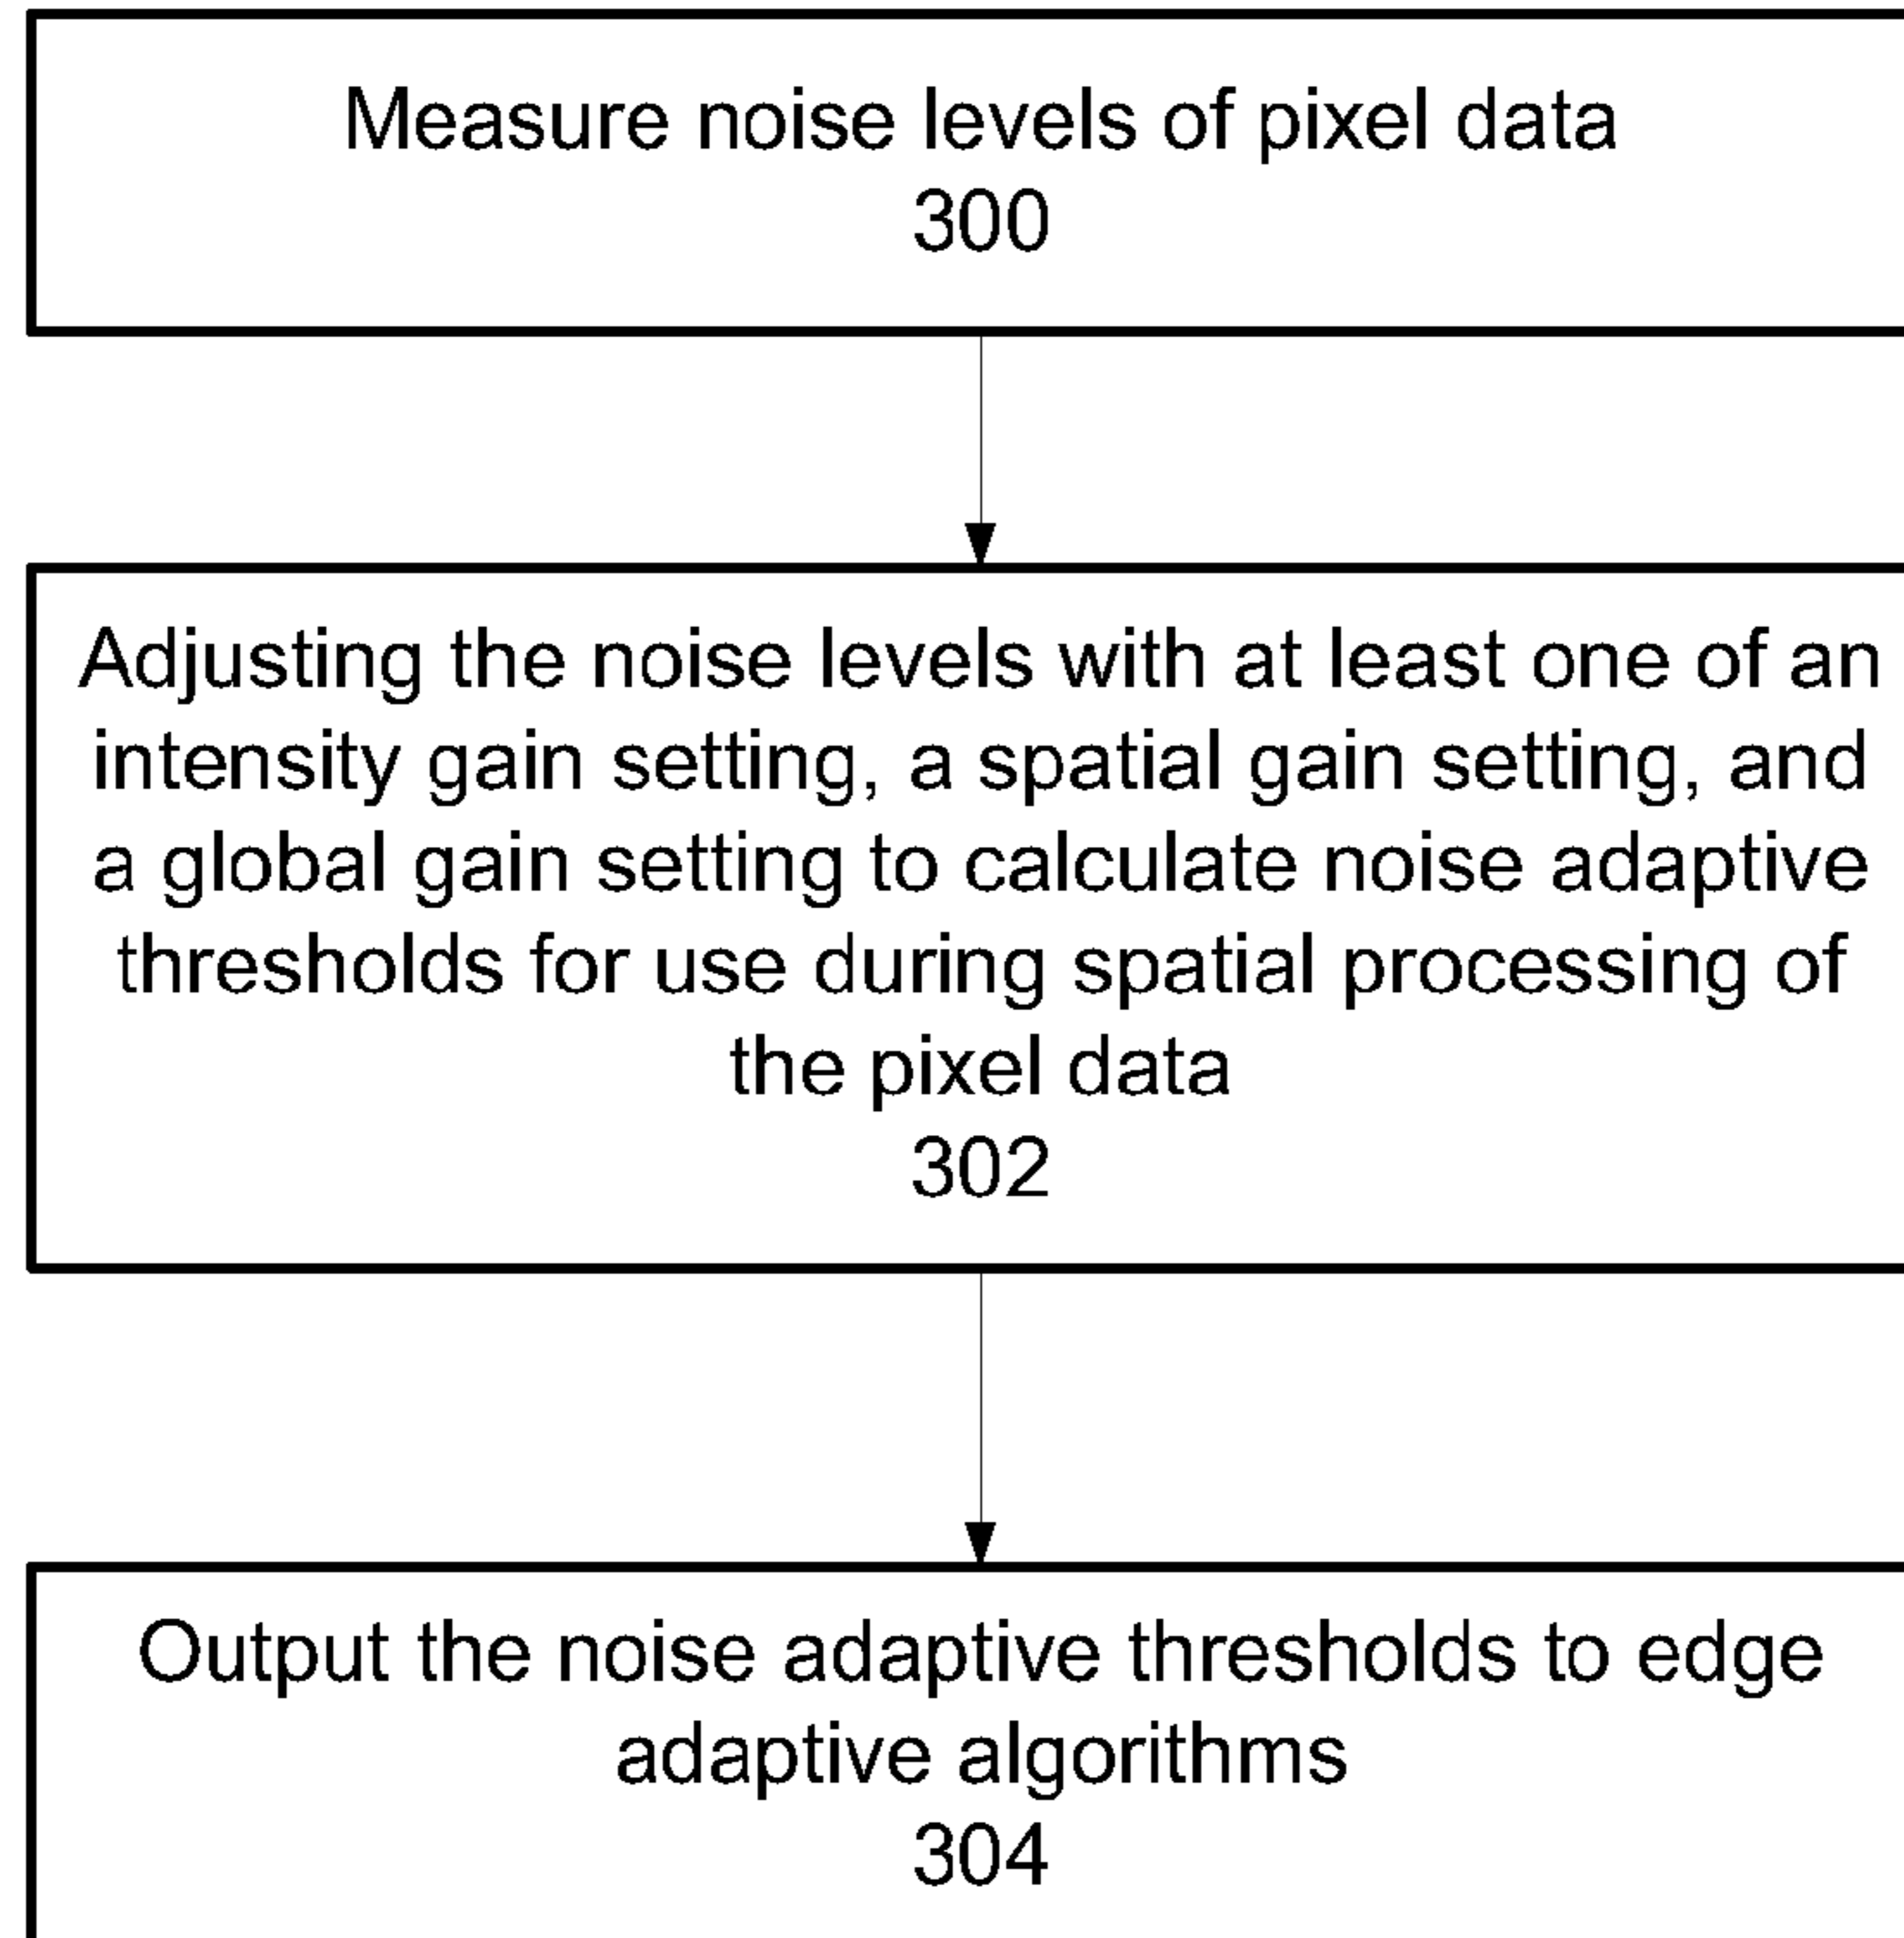 Measure noise levels of pixel data
300
Adjusting the noise levels with at least one of an
intensity gain setting, a spatial gain setting, and
a global gain setting to calculate noise adaptive
thresholds for use during spatial processing of
the pixel data
302
Output the noise adaptive thresholds to edge
adaptive algorithms
304